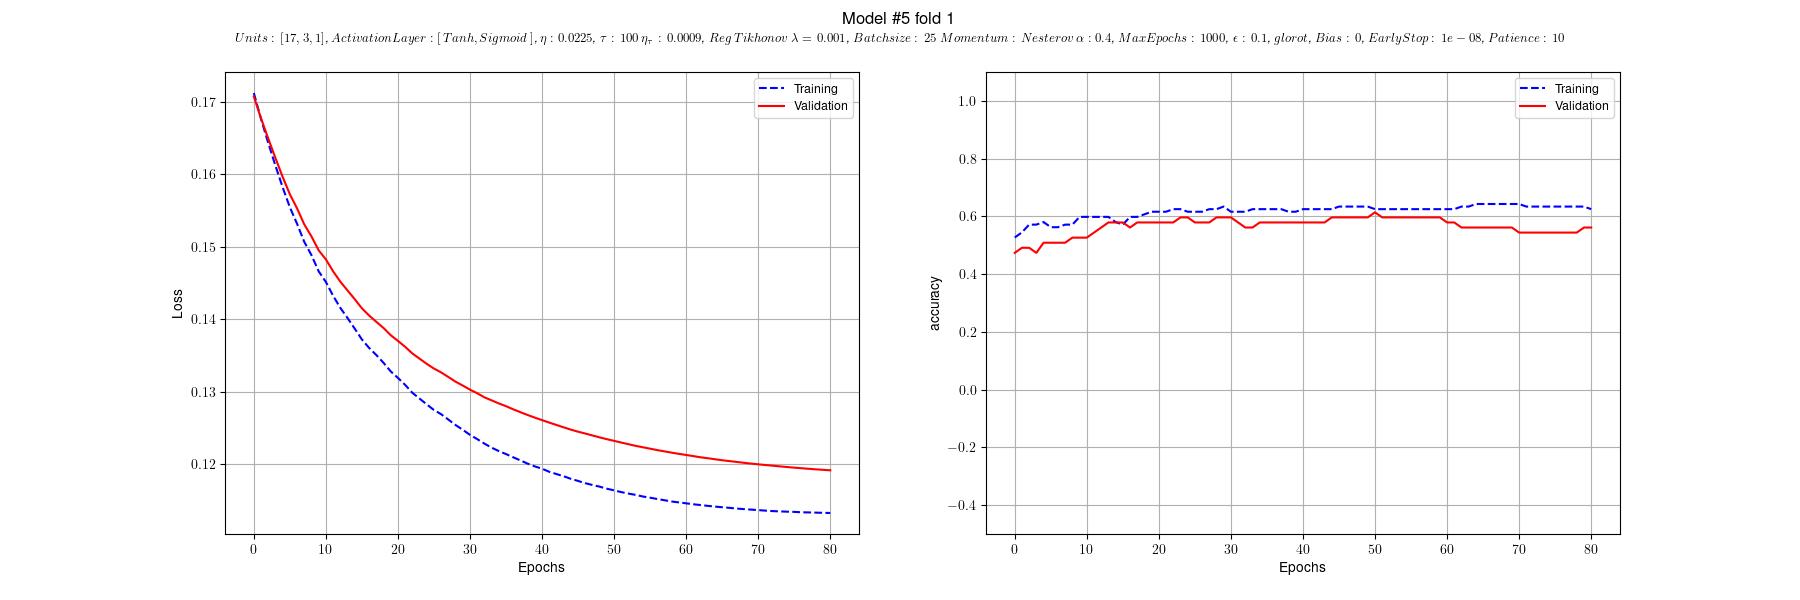 Model #5 fold 1
Units : [17, 3, 1], ActivationLayer : [ Tanh, Sigmoid ], η : 0.0225, τ : 100 η_τ : 0.0009, Reg Tikhonov λ = 0.001, Batchsize : 25 Momentum : Nesterov α : 0.4, MaxEpochs : 1000, ϵ : 0.1, glorot, Bias : 0, EarlyStop : 1e − 08, Patience : 10
Training
Validation
0.17
0.16
0.15
0.14
0.13
0.12
Loss
0 10 20 30 40 50 60 70 80
Epochs
Training
Validation
1.0
0.8
0.6
0.4
0.2
0.0
−0.2
−0.4
accuracy
0 10 20 30 40 50 60 70 80
Epochs